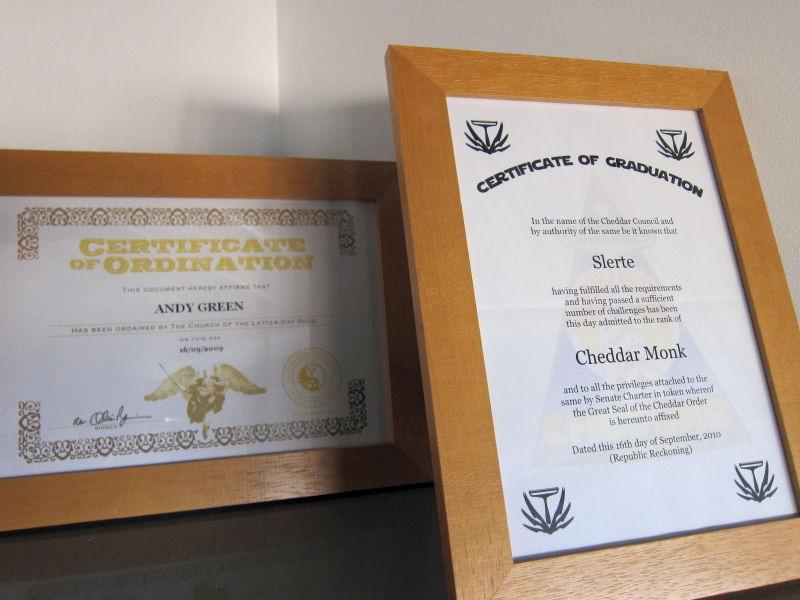 CERTIFICATE
OF ORDINATION
THIS DOCUMENT HEREBY AFFIRMS THAT
ANDY GREEN
HAS BEEN ORDAINED BY THE CHURCH OF THE LATTER-DAY DUDE
ON THIS DAY
16/09/2009
SIGNED
CERTIFICATE OF GRADUATION
In the name of the Cheddar Council and
by authority of the same be it known that
Slerte
having fulfilled all the requirements
and having passed a sufficient
number of challenges has been
this day admitted to the rank of
Cheddar Monk
and to all the privileges attached to the
same by Senate Charter in token whereof
the Great Seal of the Cheddar Order
is hereunto affixed
Dated this 16th day of September, 2010
(Republic Reckoning)